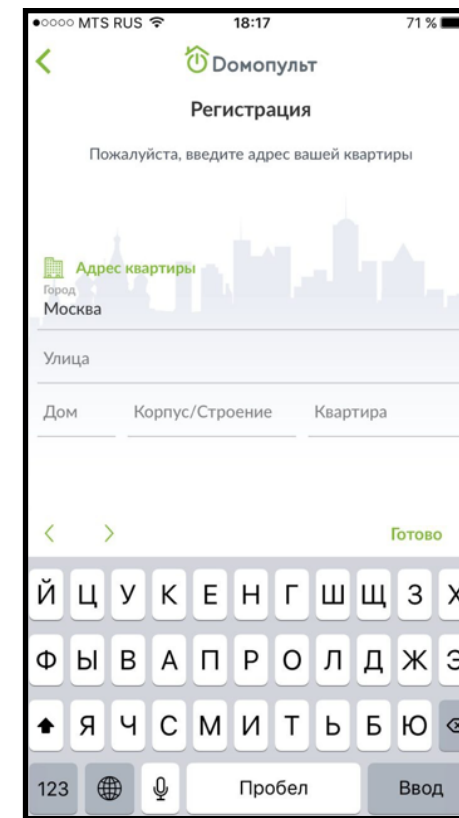 MTS RUS 18:17 71 %
Dомопульт
Регистрация
Пожалуйста, введите адрес вашей квартиры
Адрес квартиры
Город
Москва
Улица
Дом Корпус/Строение Квартира
Готово
Й Ц У К Е Н Г Ш Щ З Х
Ф Ы В А П Р О Л Д Ж Э
Я Ч С М И Т Ь Б Ю
123 Пробел Ввод